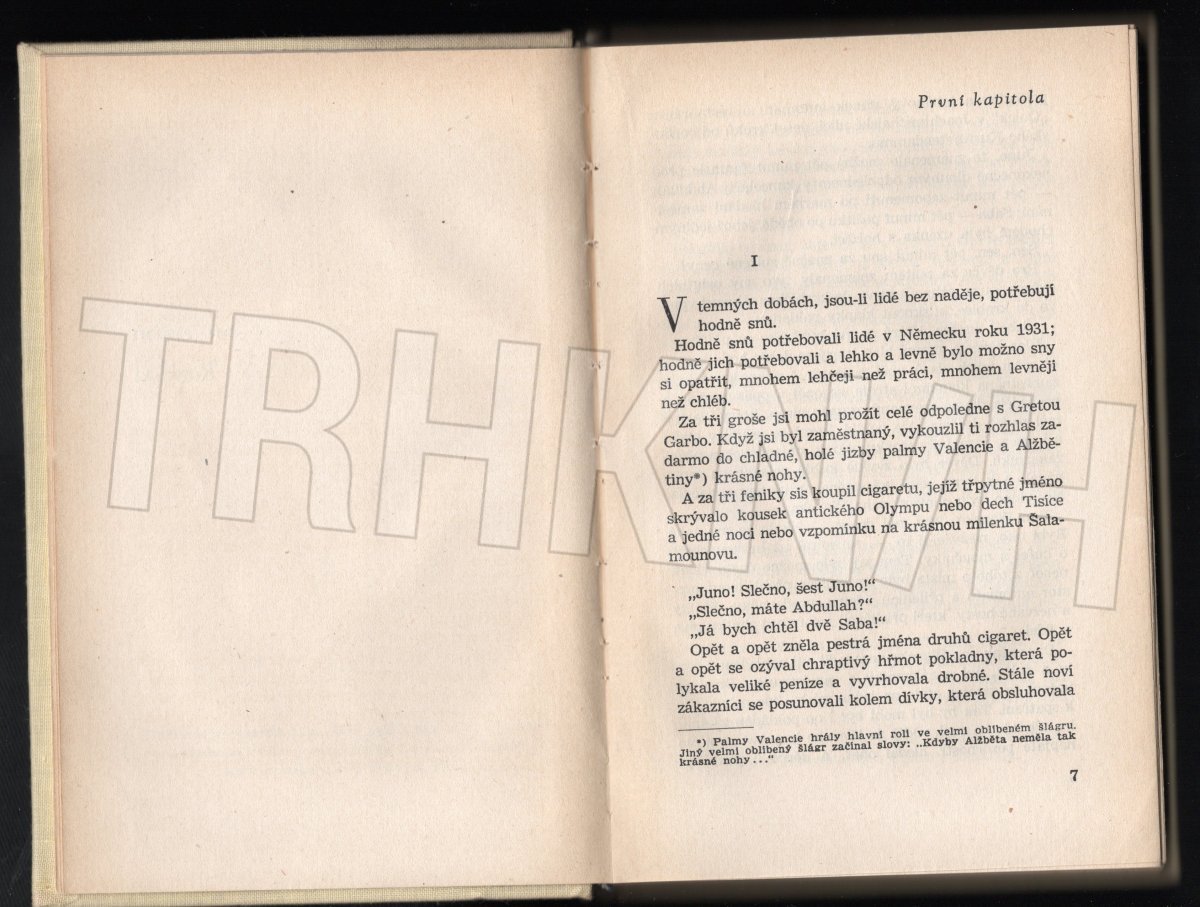 První kapitola
I
V temných dobách, jsou-li lidé bez naděje, potřebují
hodně snů.
Hodně snů potřebovali lidé v Německu roku 1931;
hodně jich potřebovali a lehko a levně bylo možno sny
si opatřit, mnohem lehčeji než práci, mnohem levněji
než chléb.
Za tři groše jsi mohl prožít celé odpoledne s Gretou
Garbo. Když jsi byl zaměstnaný, vykouzlil ti rozhlas za-
darmo do chladné, holé jizby palmy Valencie a Alžbě-
tiny*) krásné nohy.
A za tři feniky sis koupil cigaretu, jejíž třpytné jméno
skrývalo kousek antického Olympu nebo dech Tisíce
a jedné noci nebo vzpomínku na krásnou milenku Šala-
mounovu.
„Juno! Slečno, šest Juno!“
„Slečno, máte Abdullah?“
„Já bych chtěl dvě Saba!“
Opět a opět zněla pestrá jména druhů cigaret. Opět
a opět se ozýval chraptivý hřmot pokladny, která po-
lykala veliké peníze a vyvrhovala drobné. Stále noví
zákazníci se posunovali kolem dívky, která obsluhovala
*) Palmy Valencie hrály hlavní roli ve velmi oblíbeném šlágru.
Jiný velmi oblíbený šlágr začínal slovy: „Kdyby Alžběta neměla tak
krásné nohy ...“
7
TRHKNIH